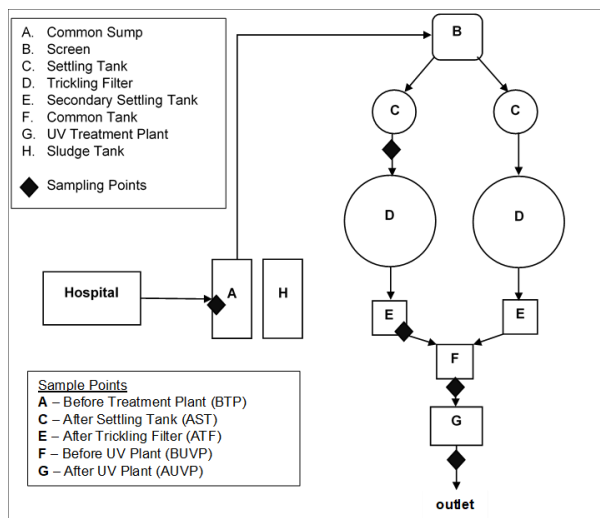 A. Common Sump
B. Screen
C. Settling Tank
D. Trickling Filter
E. Secondary Settling Tank
F. Common Tank
G. UV Treatment Plant
H. Sludge Tank
Sampling Points
B
C C
D D
Hospital
A H
E E
F
G
outlet
Sample Points
A – Before Treatment Plant (BTP)
C – After Settling Tank (AST)
E – After Trickling Filter (ATF)
F – Before UV Plant (BUVP)
G – After UV Plant (AUVP)